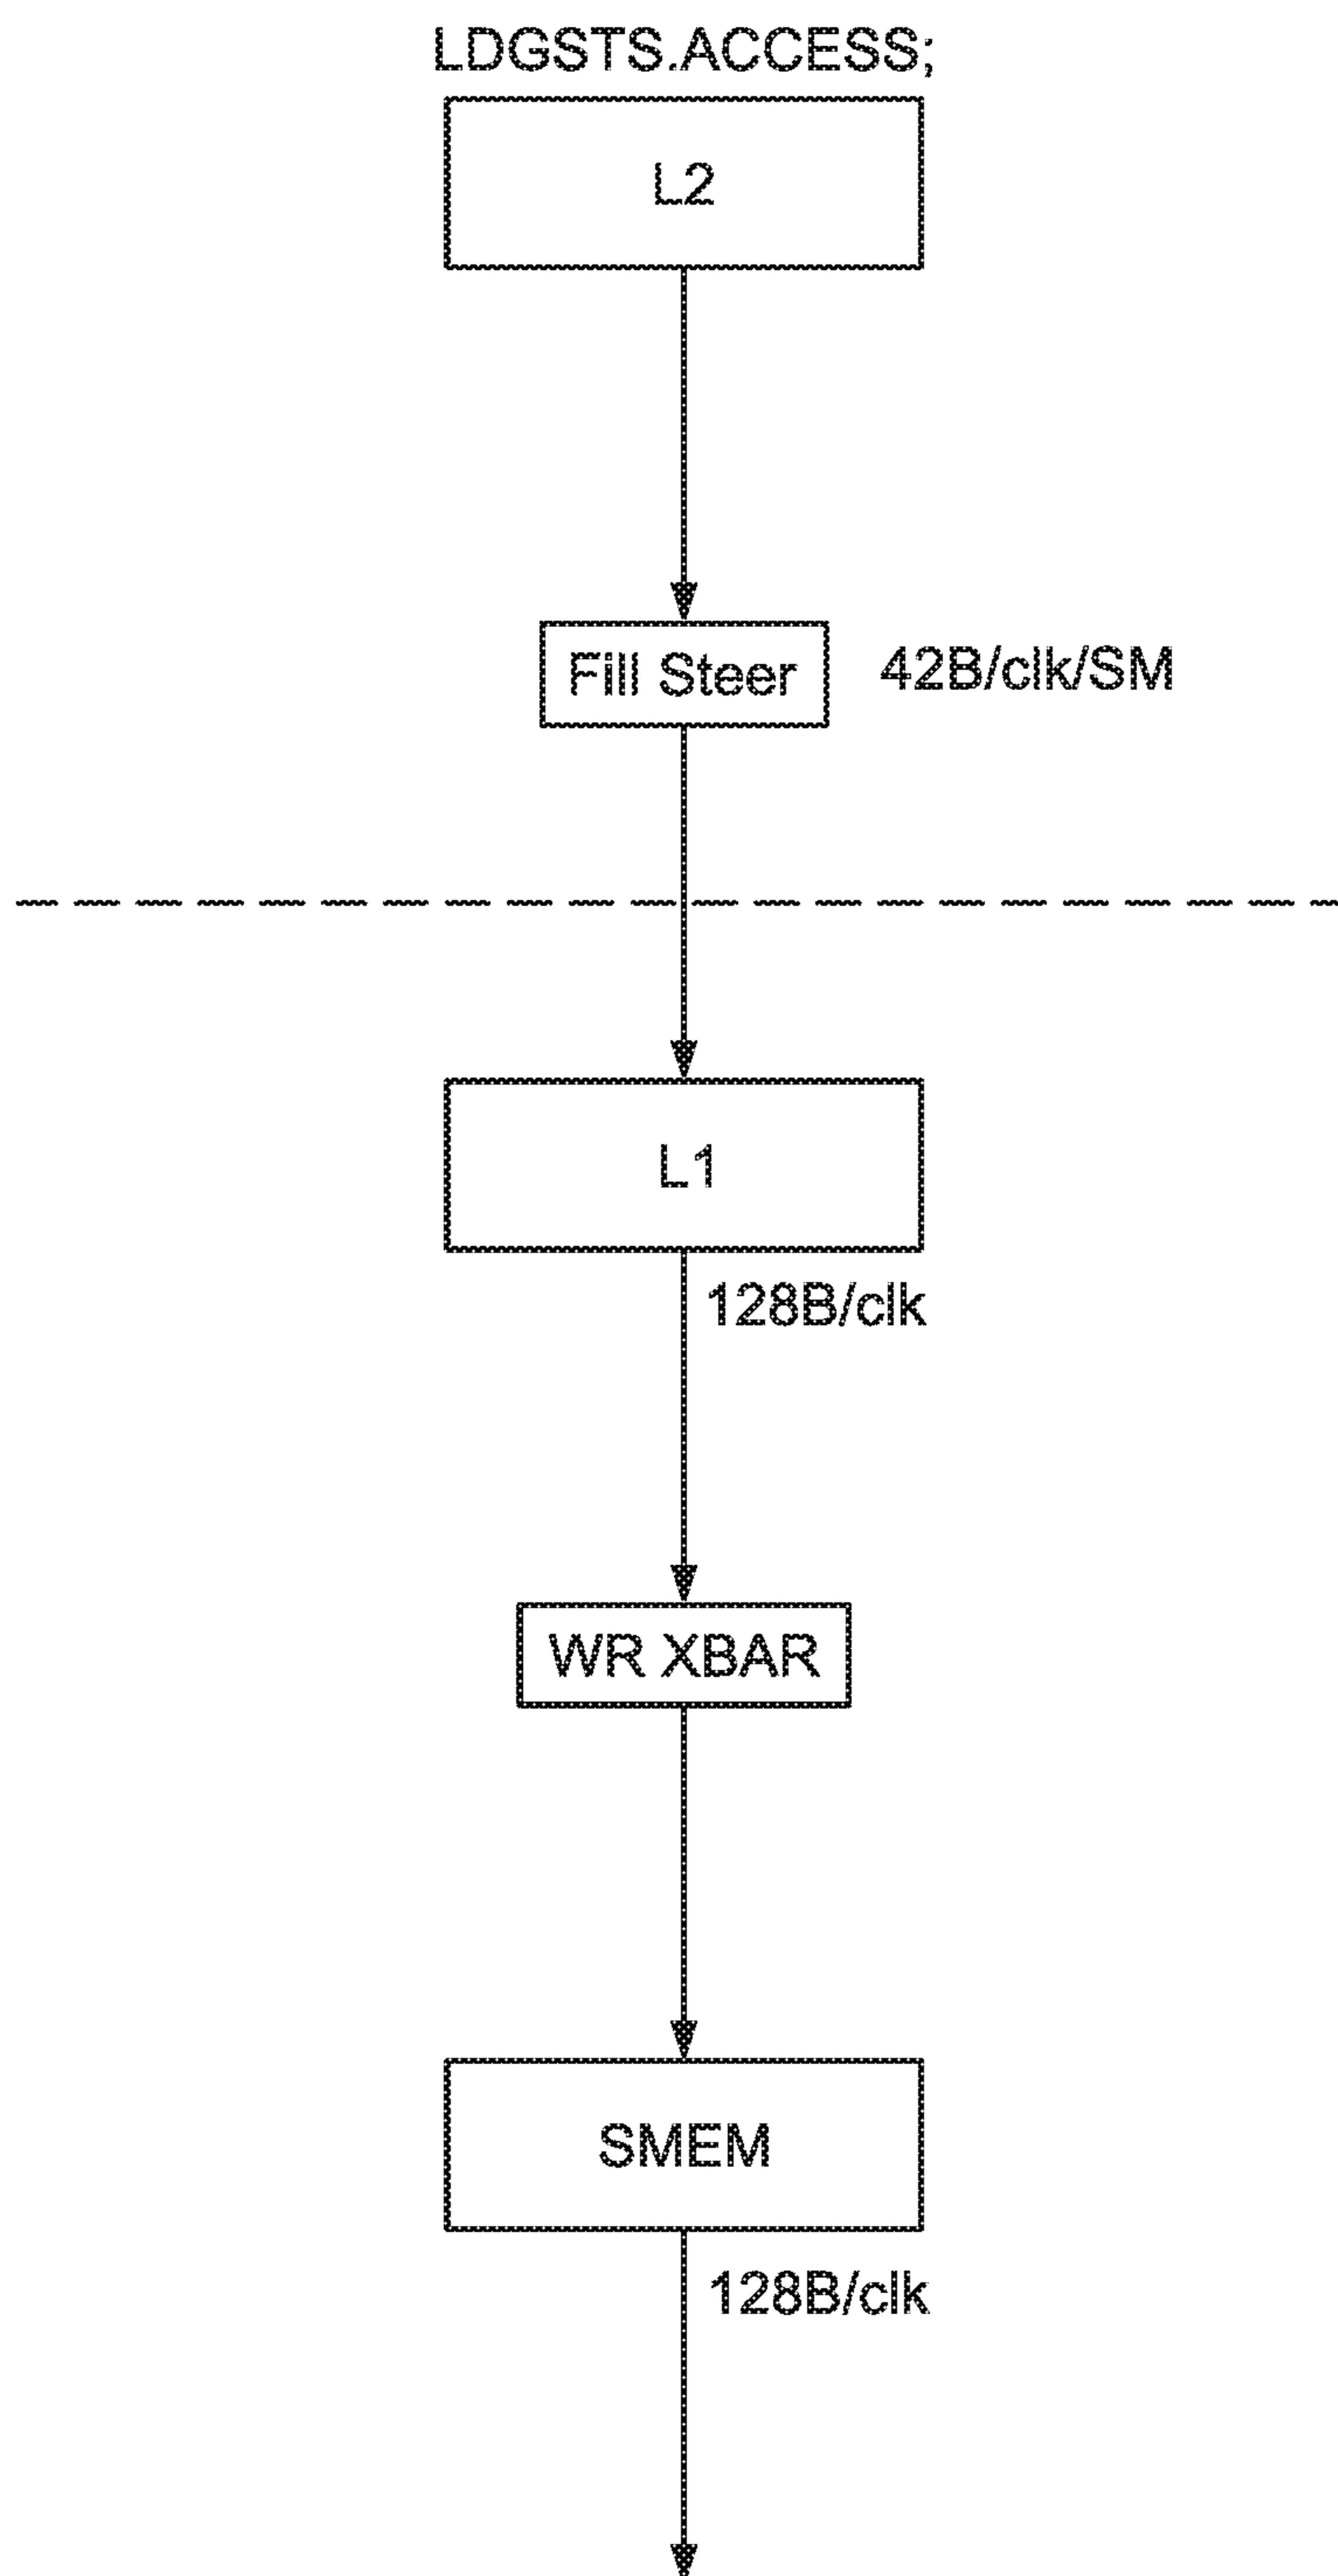 LDGSTS.ACCESS;
L2
Fill Steer
42B/clk/SM
L1
128B/clk
WR XBAR
SMEM
128B/clk